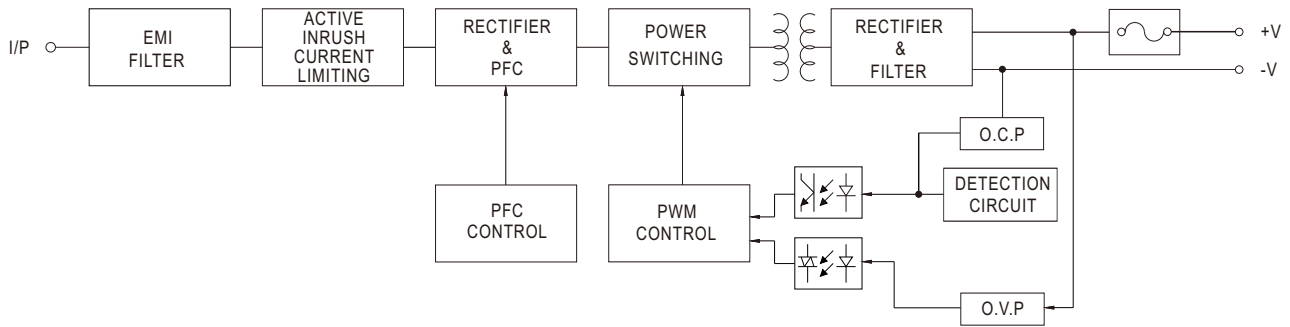 I/P
EMI
FILTER
ACTIVE
INRUSH
CURRENT
LIMITING
RECTIFIER
&
PFC
POWER
SWITCHING
RECTIFIER
&
FILTER
+V
-V
O.C.P
DETECTION
CIRCUIT
PFC
CONTROL
PWM
CONTROL
O.V.P